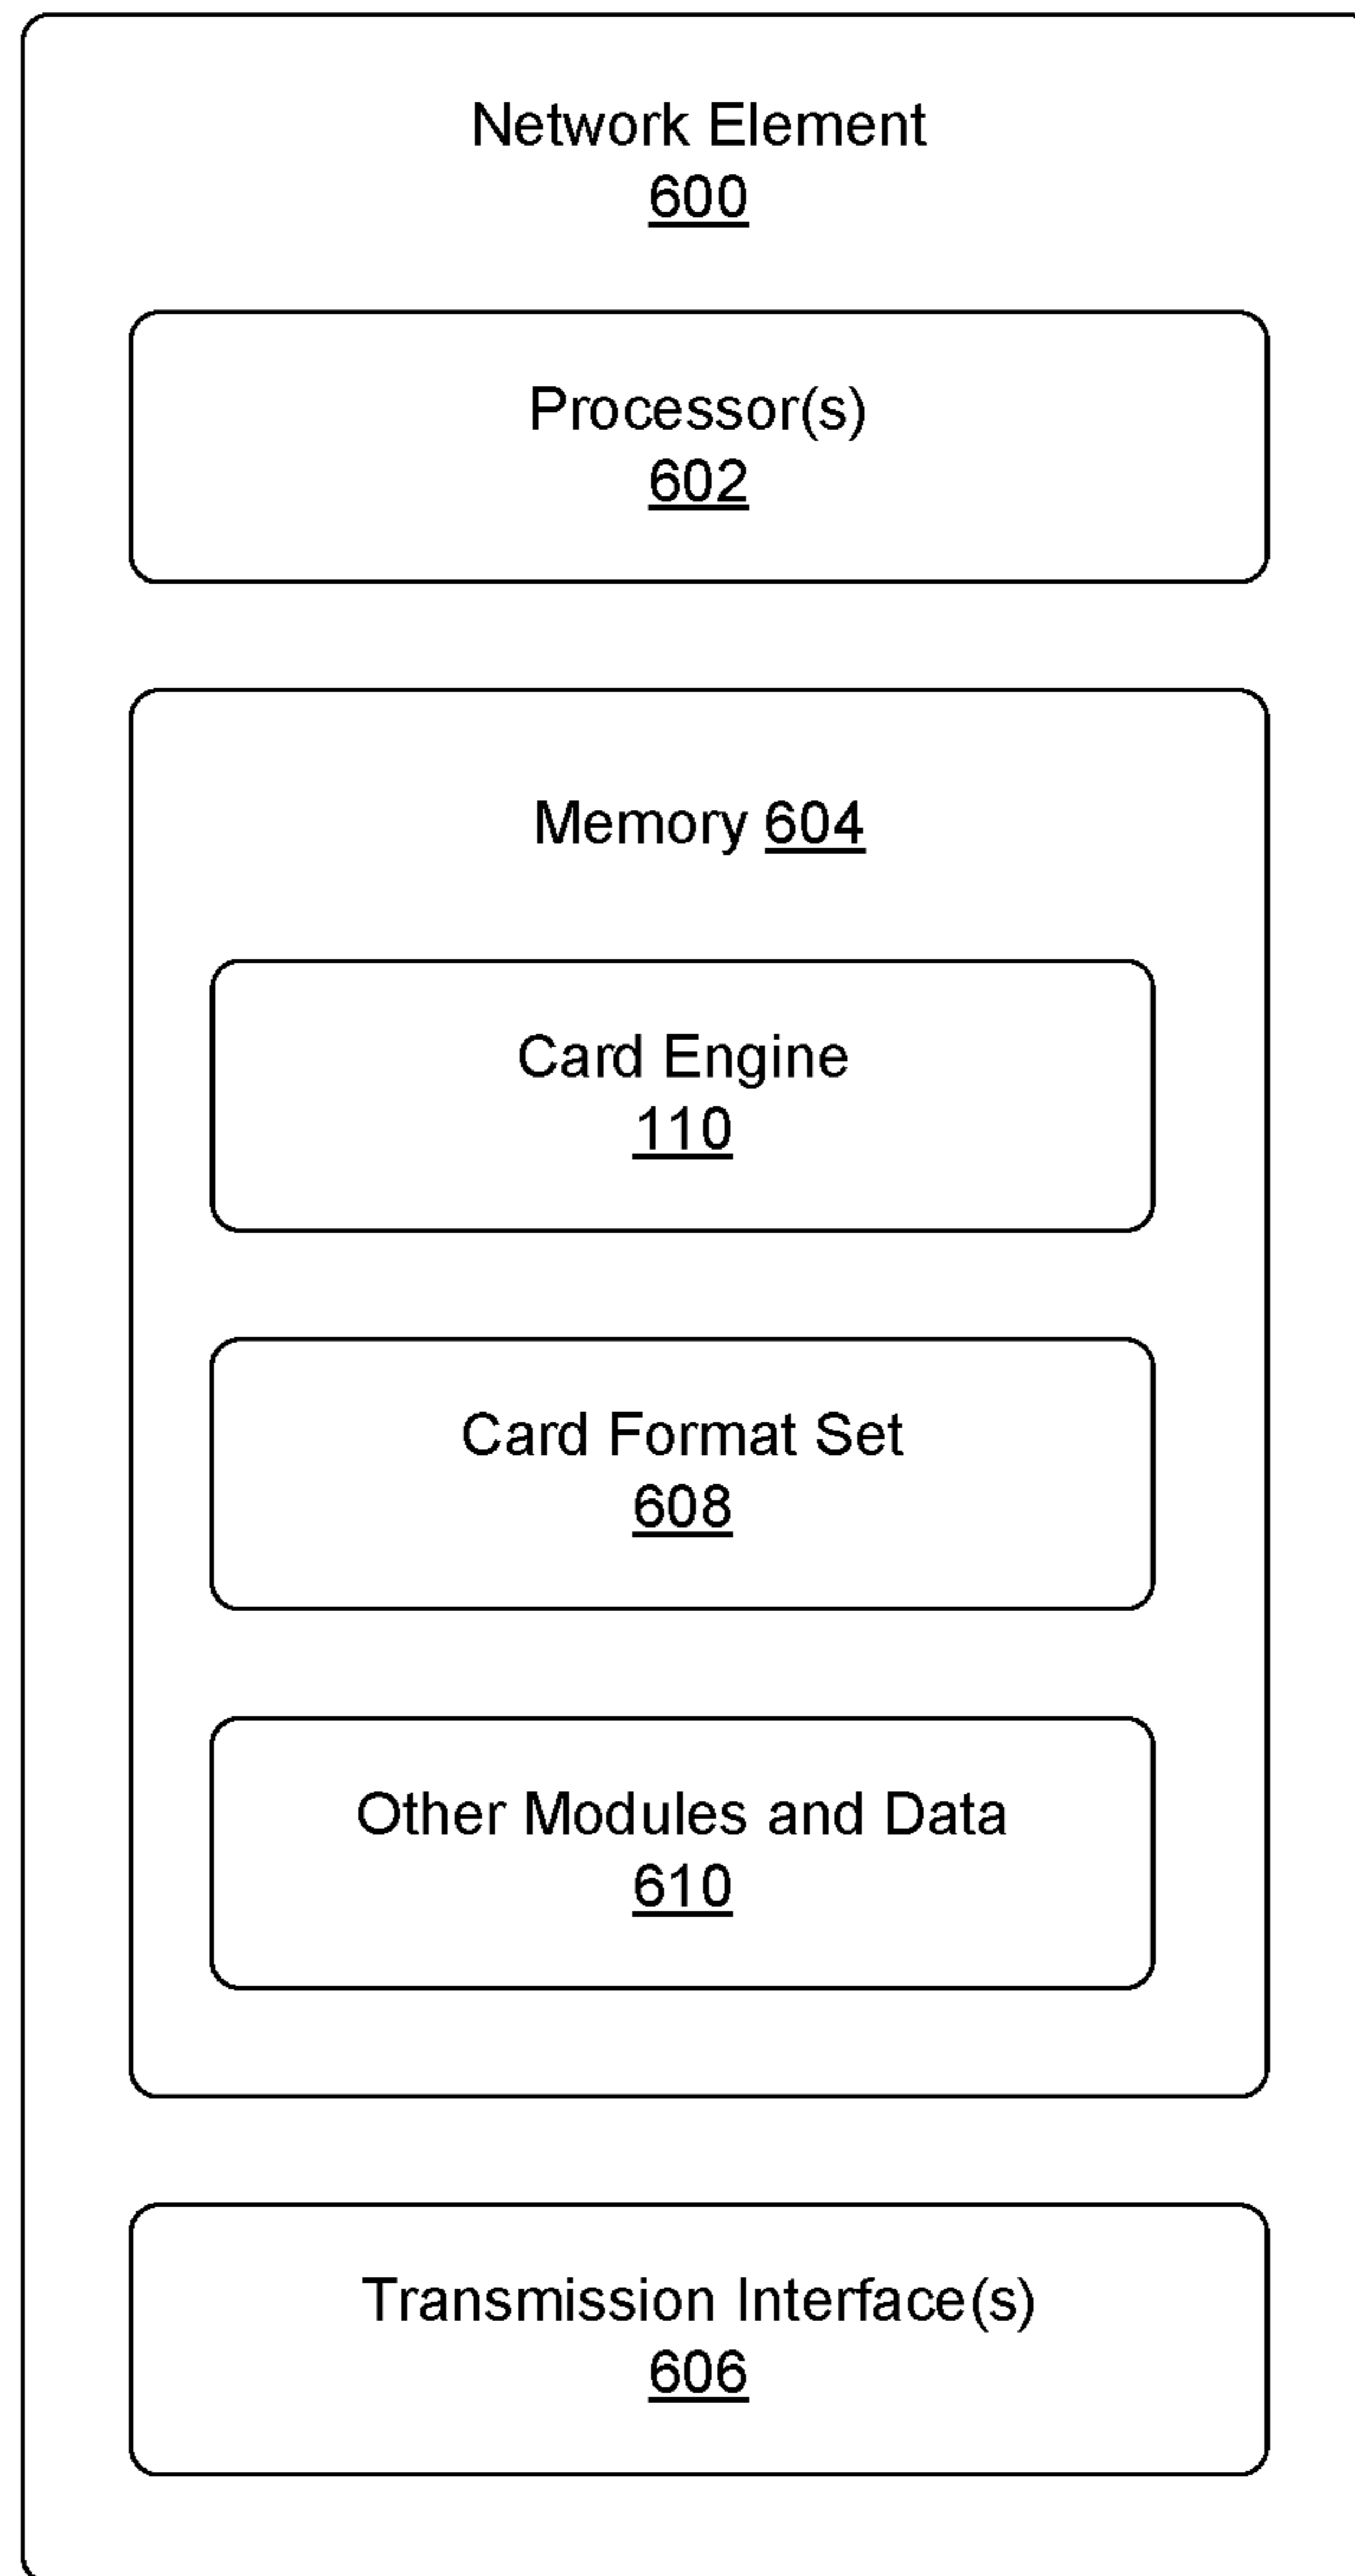 Network Element
600
Processor(s)
602
Memory 604
Card Engine
110
Card Format Set
608
Other Modules and Data
610
Transmission Interface(s)
606